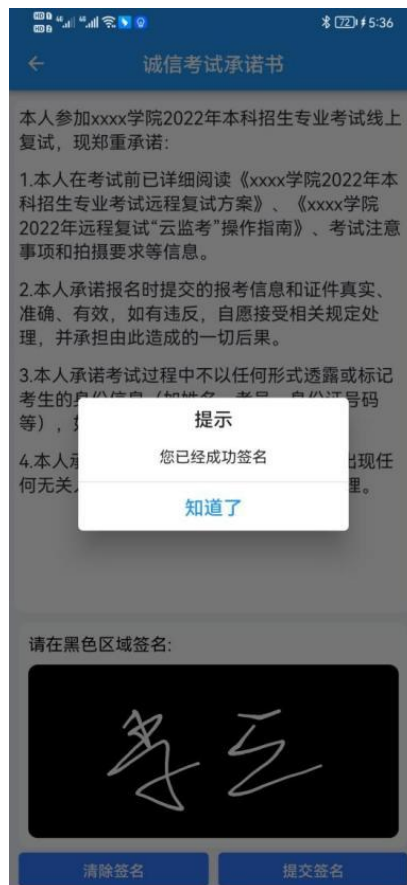 72 5:36
诚信考试承诺书
本人参加xxxx学院2022年本科招生专业考试线上
复试，现郑重承诺:
1.本人在考试前已详细阅读《xxxx学院2022年本
科招生专业考试远程复试方案》、《xxxx学院
2022年远程复试“云监考”操作指南》、考试注意
事项和拍摄要求等信息。
2.本人承诺报名时提交的报考信息和证件真实、
准确、有效，如有违反，自愿接受相关规定处
理，并承担由此造成的一切后果。
3.本人承诺考试过程中不以任何形式透露或标记
考生的身份信息（如姓名、考号、身份证号码
等），
4.本人承 出现任
何无关 理。
提示
您已经成功签名
知道了
请在黑色区域签名:
考生
清除签名 提交签名